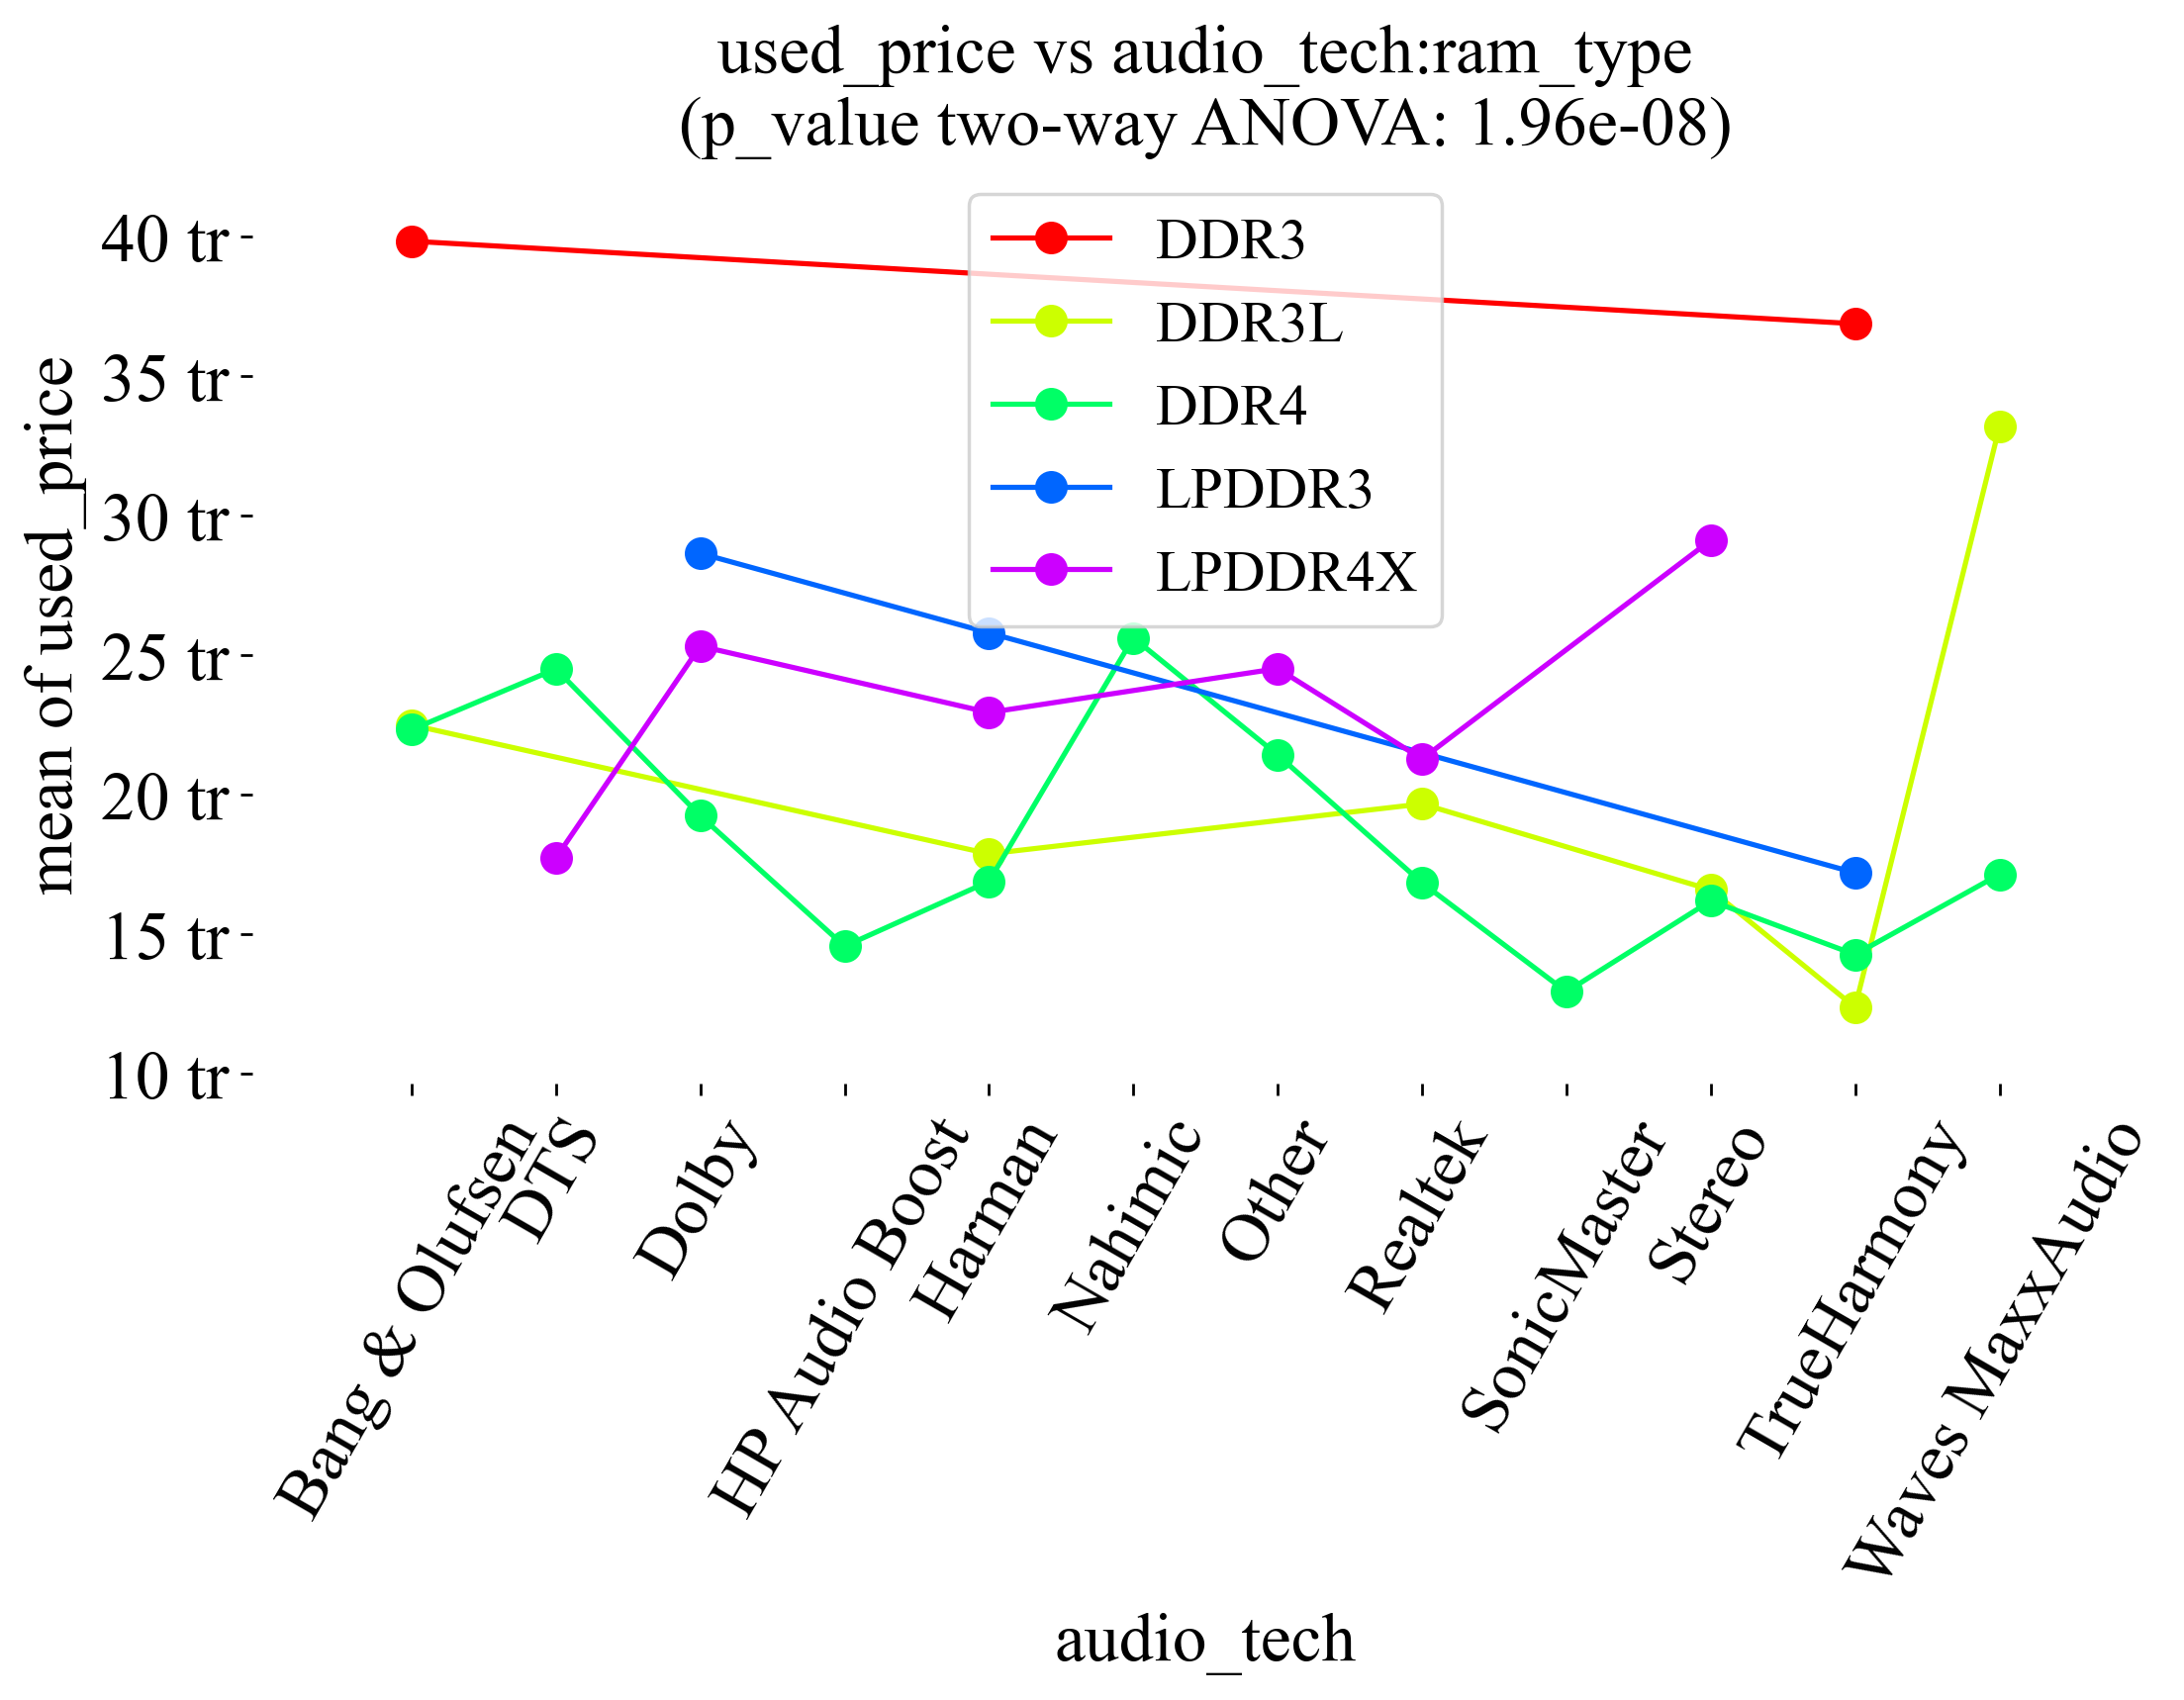 used_price vs audio_tech:ram_type
(p_value two-way ANOVA: 1.96e-08)
DDR3
DDR3L
DDR4
LPDDR3
LPDDR4X
mean of used_price
40 tr
35 tr
30 tr
25 tr
20 tr
15 tr
10 tr
Bang & Olufsen
DTS
Dolby
HP Audio Boost
Harman
Nahimic
Other
Realtek
SonicMaster
Stereo
TrueHarmony
Waves MaxxAudio
audio_tech